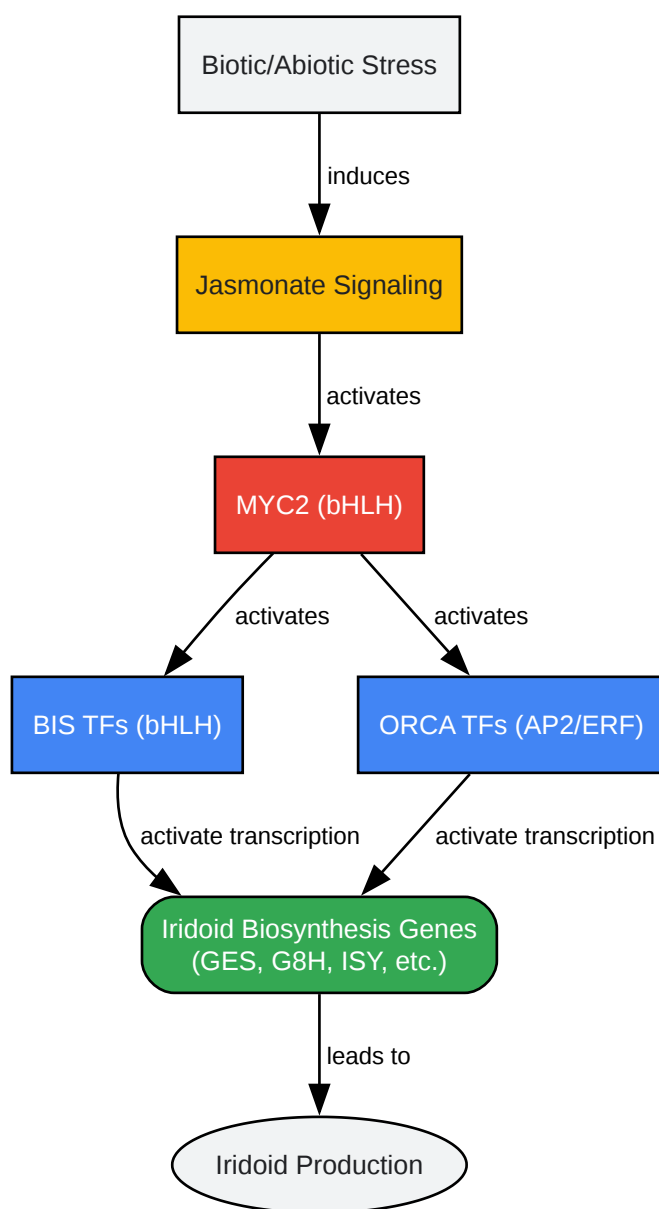 Biotic/Abiotic Stress
induces
Jasmonate Signaling
activates
MYC2 (bHLH)
activates
activates
BIS TFs (bHLH)
ORCA TFs (AP2/ERF)
activate transcription
activate transcription
Iridoid Biosynthesis Genes
(GES, G8H, ISY, etc.)
leads to
Iridoid Production